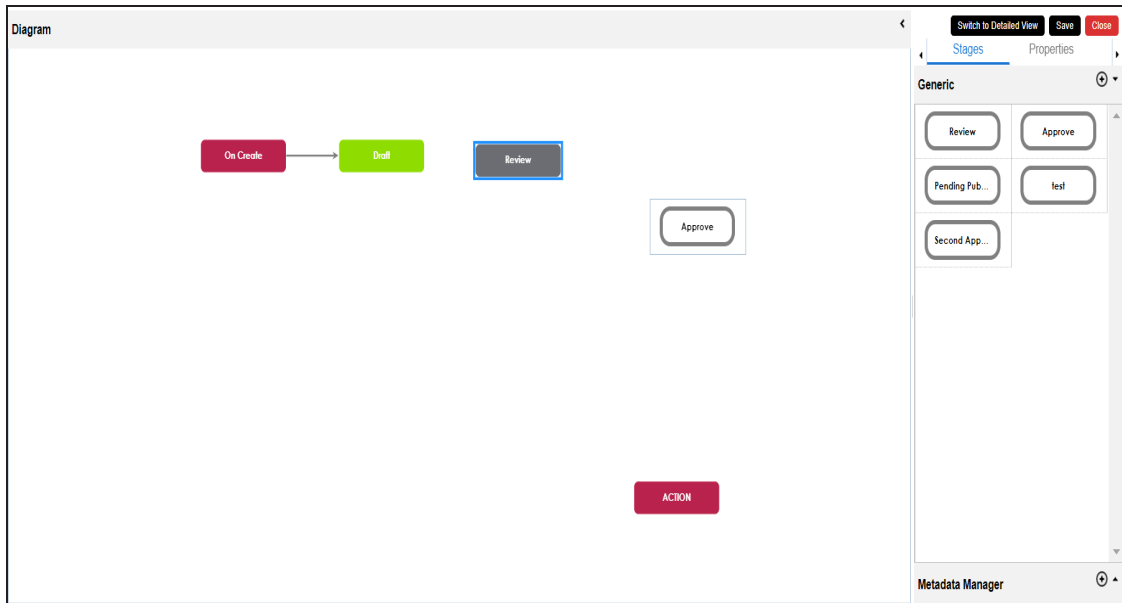 Diagram
Switch to Detailed View Save Close
Stages Properties
Generic
Review Approve
Pending Pub... test
Second App...
On Create Draft Review
Approve
ACTION
Metadata Manager